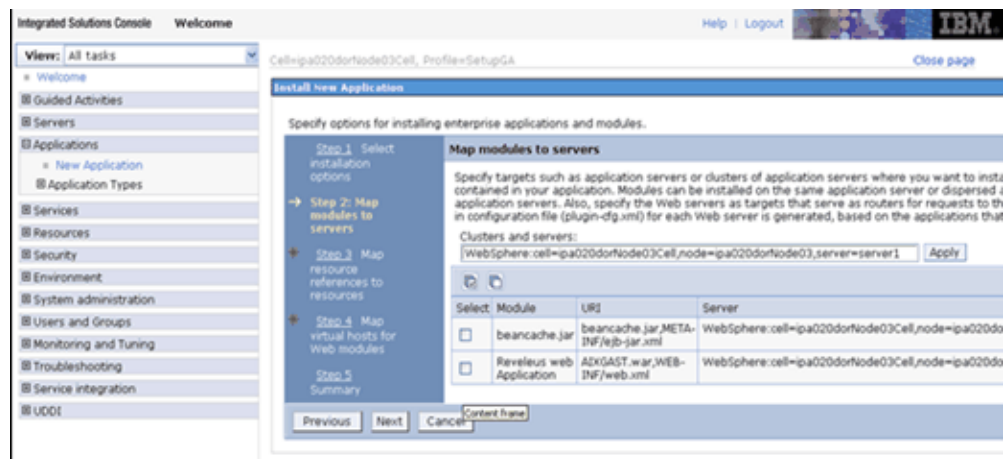 Integrated Solutions Console Welcome Help | Logout IBM.
View: All tasks
Cell=ipa020dorNode03Cell, Profile=SetupGA Close page
Welcome
Guided Activities
Servers
Applications
New Application
Application Types
Services
Resources
Security
Environment
System administration
Users and Groups
Monitoring and Tuning
Troubleshooting
Service integration
UDDI
Install New Application
Specify options for installing enterprise applications and modules.
Step 1 Select
installation
options
Step 2: Map
modules to
servers
Step 3 Map
resource
references to
resources
Step 4 Map
virtual hosts for
Web modules
Step 5
Summary
Map modules to servers
Specify targets such as application servers or clusters of application servers where you want to insta
contained in your application. Modules can be installed on the same application server or dispersed a
application servers. Also, specify the Web servers as targets that serve as routers for requests to th
in configuration file (plugin-cfg.xml) for each Web server is generated, based on the applications that
Clusters and servers:
WebSphere:cell=ipa020dorNode03Cell,node=ipa020dorNode03,server=server1 Apply
Select Module URI Server
beancache.jar beancache.jar,META-INF/ejb-jar.xml WebSphere:cell=ipa020dorNode03Cell,node=ipa020do
Reveleus web Application AIXGAST.war,WEB-INF/web.xml WebSphere:cell=ipa020dorNode03Cell,node=ipa020do
Previous Next Cancel
Content frame